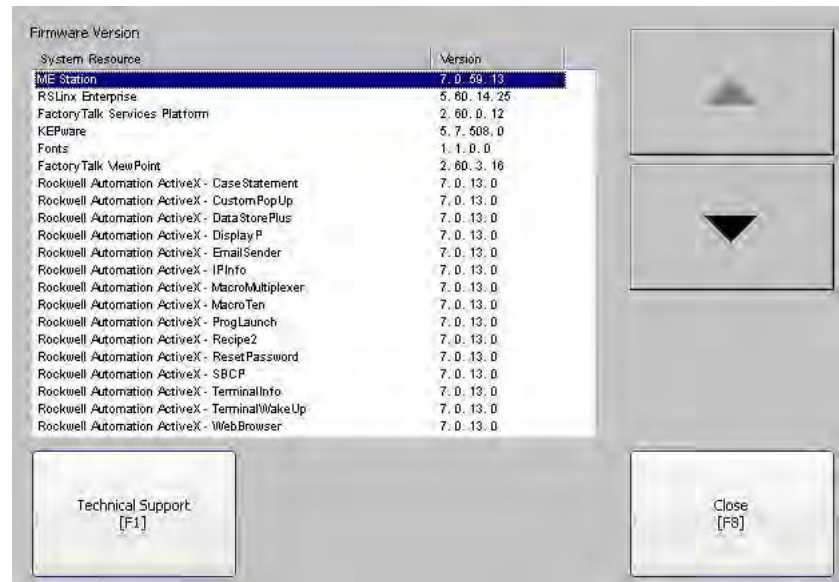 Firmware Version
System Resource Version
ME Station 7.0.59.13
RSLinx Enterprise 5.60.14.25
FactoryTalk Services Platform 2.60.0.12
KEPware 5.7.508.0
Fonts 1.1.0.0
FactoryTalk ViewPoint 2.60.3.16
Rockwell Automation ActiveX - CaseStatement 7.0.13.0
Rockwell Automation ActiveX - CustomPopUp 7.0.13.0
Rockwell Automation ActiveX - DataStorePlus 7.0.13.0
Rockwell Automation ActiveX - DisplayP 7.0.13.0
Rockwell Automation ActiveX - EmailSender 7.0.13.0
Rockwell Automation ActiveX - IPInfo 7.0.13.0
Rockwell Automation ActiveX - MacroMultiplexer 7.0.13.0
Rockwell Automation ActiveX - MacroTen 7.0.13.0
Rockwell Automation ActiveX - ProgLaunch 7.0.13.0
Rockwell Automation ActiveX - Recipe2 7.0.13.0
Rockwell Automation ActiveX - ResetPassword 7.0.13.0
Rockwell Automation ActiveX - SBCP 7.0.13.0
Rockwell Automation ActiveX - TerminalInfo 7.0.13.0
Rockwell Automation ActiveX - TerminalWakeUp 7.0.13.0
Rockwell Automation ActiveX - WebBrowser 7.0.13.0
Technical Support
[F1]
Close
[F8]